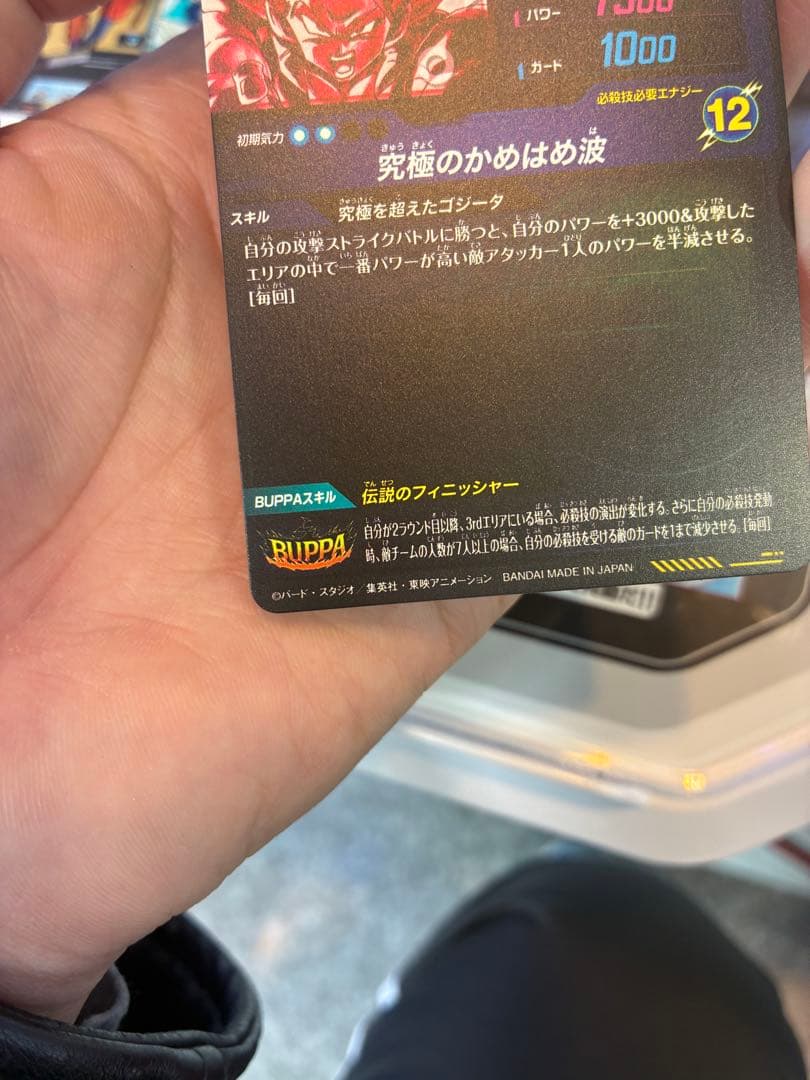 パワー
ガード 1000
必殺技必要エナジー 12
初期気力
究極のかめはめ波
スキル 究極を超えたゴジータ
自分の攻撃ストライクバトルに勝つと、自分のパワーを+3000&攻撃した
エリアの中で一番パワーが高い敵アタッカー1人のパワーを半減させる。
[毎回]
BUPPAスキル 伝説のフィニッシャー
BUPPA
自分が2ラウンド目以降、3rdエリアにいる場合、必殺技の演出が変化する。さらに自分の必殺技発動
時、敵チームの人数が7人以上の場合、自分の必殺技を受ける敵のガードを1まで減少させる。[毎回]
©バード・スタジオ/集英社・東映アニメーション BANDAI MADE IN JAPAN